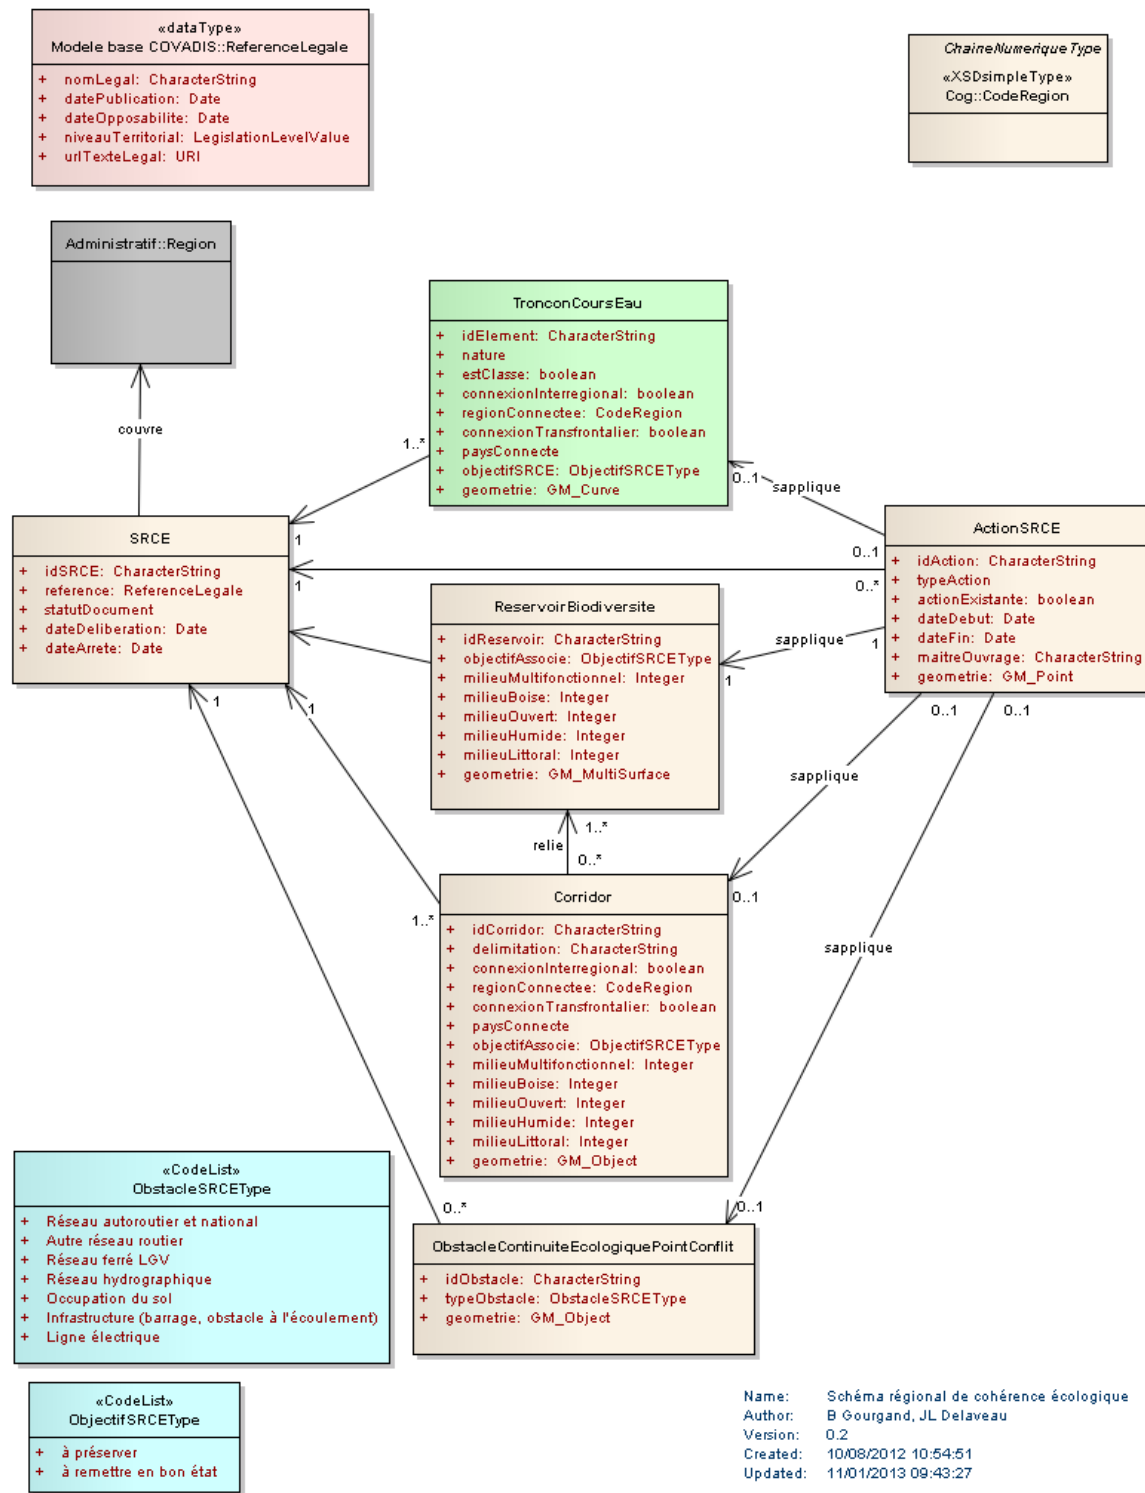 «dataType»
Modele base COVADIS::ReferenceLegale
+ nomLegal: CharacterString
+ datePublication: Date
+ dateOpposabilite: Date
+ niveauTerritorial: LegislationLevelValue
+ urlTexteLegal: URI
ChaineNumeriqueType
«XSDsimpleType»
Cog::CodeRegion
Administratif::Region
couvre
TronconCoursEau
+ idElement: CharacterString
+ nature
+ estClasse: boolean
+ connexionInterregional: boolean
+ regionConnectee: CodeRegion
+ connexionTransfrontalier: boolean
+ paysConnecte
+ objectifSRCE: ObjectifSRCEType
+ geometrie: GM_Curve
1..*
0..1
sapplique
SRCE
+ idSRCE: CharacterString
+ reference: ReferenceLegale
+ statutDocument
+ dateDeliberation: Date
+ dateArrete: Date
1
1
0..1
0..*
ActionSRCE
+ idAction: CharacterString
+ typeAction
+ actionExistante: boolean
+ dateDebut: Date
+ dateFin: Date
+ maitreOuvrage: CharacterString
+ geometrie: GM_Point
ReservoirBiodiversite
+ idReservoir: CharacterString
+ objectifAssocie: ObjectifSRCEType
+ milieuMultifonctionnel: Integer
+ milieuBoise: Integer
+ milieuOuvert: Integer
+ milieuHumide: Integer
+ milieuLittoral: Integer
+ geometrie: GM_MultiSurface
sapplique
1
1
1
1
0..1
0..1
sapplique
1..*
relie
0..*
Corridor
+ idCorridor: CharacterString
+ delimitation: CharacterString
+ connexionInterregional: boolean
+ regionConnectee: CodeRegion
+ connexionTransfrontalier: boolean
+ paysConnecte
+ objectifAssocie: ObjectifSRCEType
+ milieuMultifonctionnel: Integer
+ milieuBoise: Integer
+ milieuOuvert: Integer
+ milieuHumide: Integer
+ milieuLittoral: Integer
+ geometrie: GM_Object
1..*
0..1
sapplique
«CodeList»
ObstacleSRCEType
+ Réseau autoroutier et national
+ Autre réseau routier
+ Réseau ferré LGV
+ Réseau hydrographique
+ Occupation du sol
+ Infrastructure (barrage, obstacle à l'écoulement)
+ Ligne électrique
0..*
0..1
ObstacleContinuiteEcologiquePointConflit
+ idObstacle: CharacterString
+ typeObstacle: ObstacleSRCEType
+ geometrie: GM_Object
«CodeList»
ObjectifSRCEType
+ à préserver
+ à remettre en bon état
Name: Schéma régional de cohérence écologique
Author: B Gourgand, JL Delaveau
Version: 0.2
Created: 10/08/2012 10:54:51
Updated: 11/01/2013 09:43:27